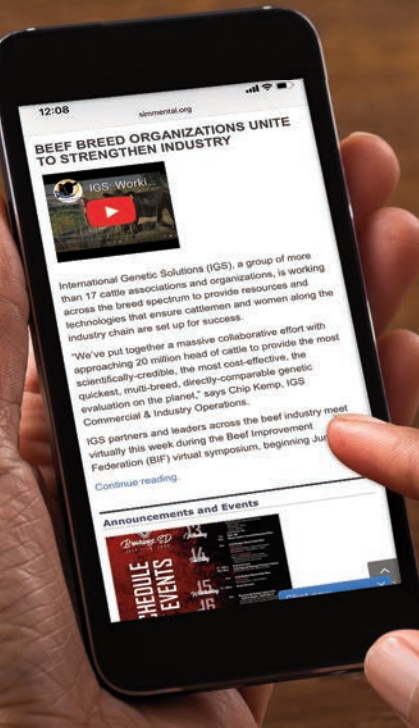 12:08
simmental.org
BEEF BREED ORGANIZATIONS UNITE
TO STRENGTHEN INDUSTRY
IGS: Worki...
International Genetic Solutions (IGS), a group of more
than 17 cattle associations and organizations, is working
across the breed spectrum to provide resources and
technologies that ensure cattlemen and women along the
industry chain are set up for success.
"We've put together a massive collaborative effort with
approaching 20 million head of cattle to provide the most
scientifically-credible, the most cost-effective, the
quickest, multi-breed, directly-comparable genetic
evaluation on the planet," says Chip Kemp, IGS
Commercial & Industry Operations.
IGS partners and leaders across the beef industry meet
virtually this week during the Beef Improvement
Federation (BIF) virtual symposium, beginning
Continue reading.
Announcements and Events
Brookings, SD
13
14
15
16
EVENTS